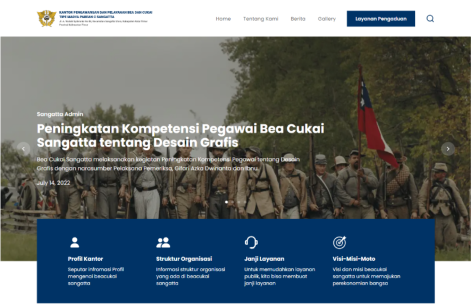 KANTOR PENGAWASAN DAN PELAYANAN BEA DAN CUKAI
TIPE MADYA PABEAN C SANGATTA
Home
Tentang Kami
Berita
Gallery
Layanan Pengaduan
Sangatta Admin
Peningkatan Kompetensi Pegawai Bea Cukai
Sangatta tentang Desain Grafis
Bea Cukai Sangatta melaksanakan kegiatan Peningkatan Kompetensi Pegawai tentang Desain
Grafis dengan narasumber Pelaksana Pemeriksa, Gifari Azka Dwinanta dan Ibnu.
July 14, 2022
Profil Kantor
Seputar informasi Profil
mengenai beacukai
sangatta
Struktur Organisasi
Informasi struktur organisasi
yang ada di beacukai
sangatta
Janji Layanan
Untuk memudahkan layanan
publik, kita bisa membuat
janji layanan
Visi-Misi-Moto
Visi dan misi beacukai
sangatta untuk memajukan
perekonomian bangsa